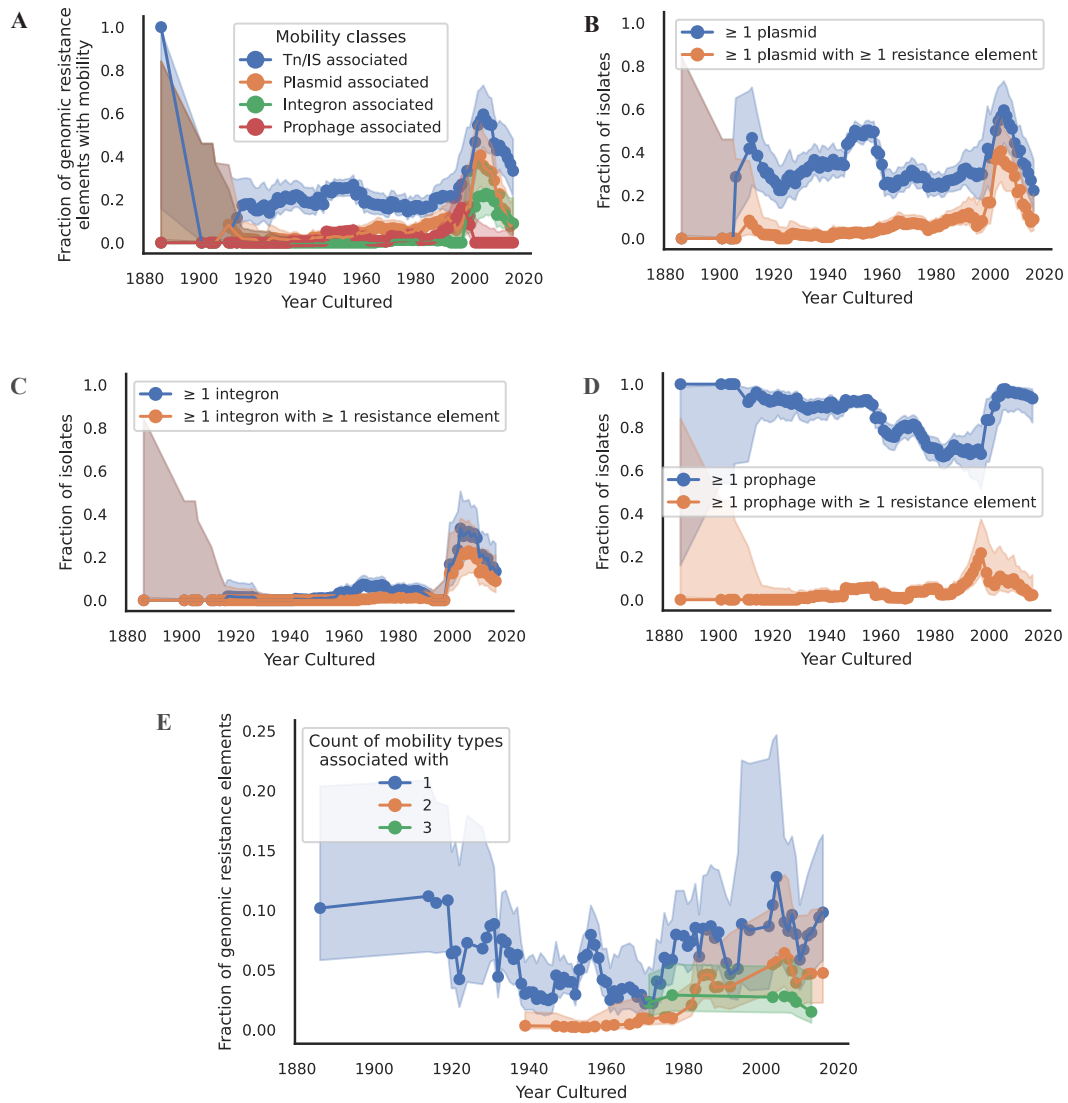 A
Fraction of genomic resistance
elements with mobility
1.0
0.8
0.6
0.4
0.2
0.0
Mobility classes
Tn/IS associated
Plasmid associated
Integron associated
Prophage associated
1880 1900 1920 1940 1960 1980 2000 2020
Year Cultured
B
Fraction of isolates
1.0
0.8
0.6
0.4
0.2
0.0
≥ 1 plasmid
≥ 1 plasmid with ≥ 1 resistance element
1880 1900 1920 1940 1960 1980 2000 2020
Year Cultured
C
Fraction of isolates
1.0
0.8
0.6
0.4
0.2
0.0
≥ 1 integron
≥ 1 integron with ≥ 1 resistance element
1880 1900 1920 1940 1960 1980 2000 2020
Year Cultured
D
Fraction of isolates
1.0
0.8
0.6
0.4
0.2
0.0
≥ 1 prophage
≥ 1 prophage with ≥ 1 resistance element
1880 1900 1920 1940 1960 1980 2000 2020
Year Cultured
E
Fraction of genomic resistance elements
0.25
0.20
0.15
0.10
0.05
0.00
Count of mobility types
associated with
1
2
3
1880 1900 1920 1940 1960 1980 2000 2020
Year Cultured